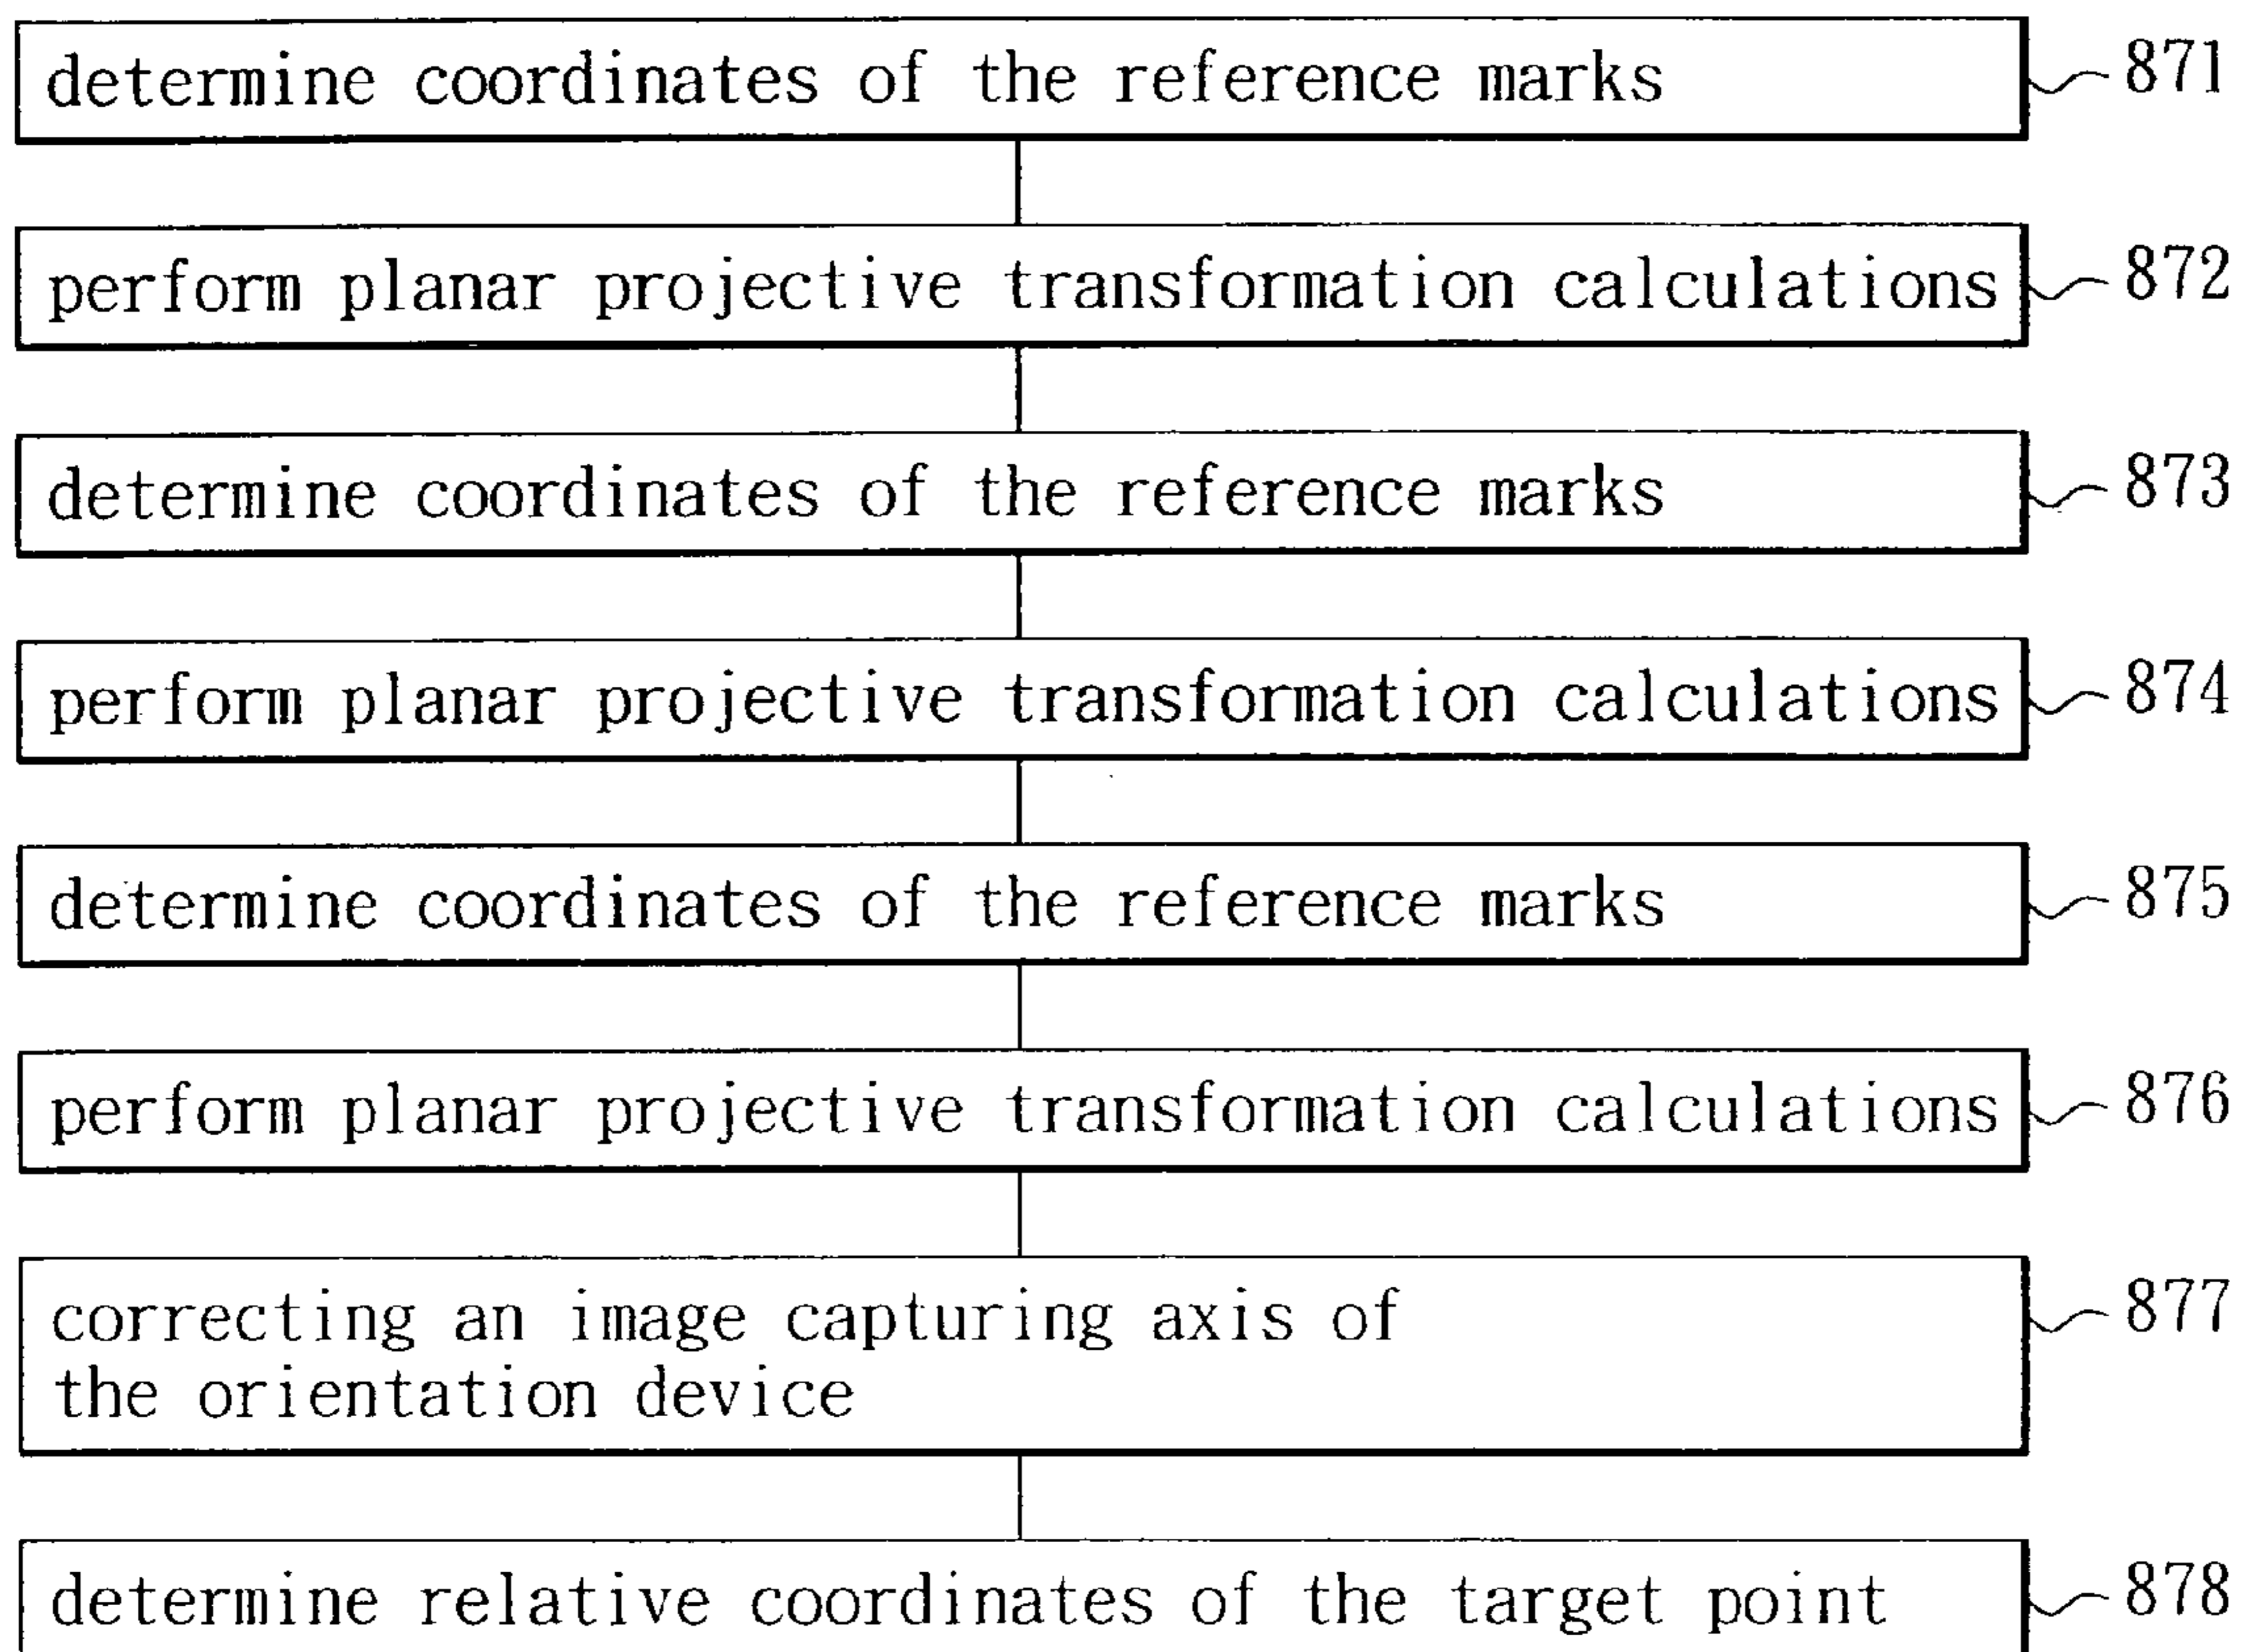 determine coordinates of the reference marks 871
perform planar projective transformation calculations 872
determine coordinates of the reference marks 873
perform planar projective transformation calculations 874
determine coordinates of the reference marks 875
perform planar projective transformation calculations 876
correcting an image capturing axis of 877
the orientation device
determine relative coordinates of the target point 878